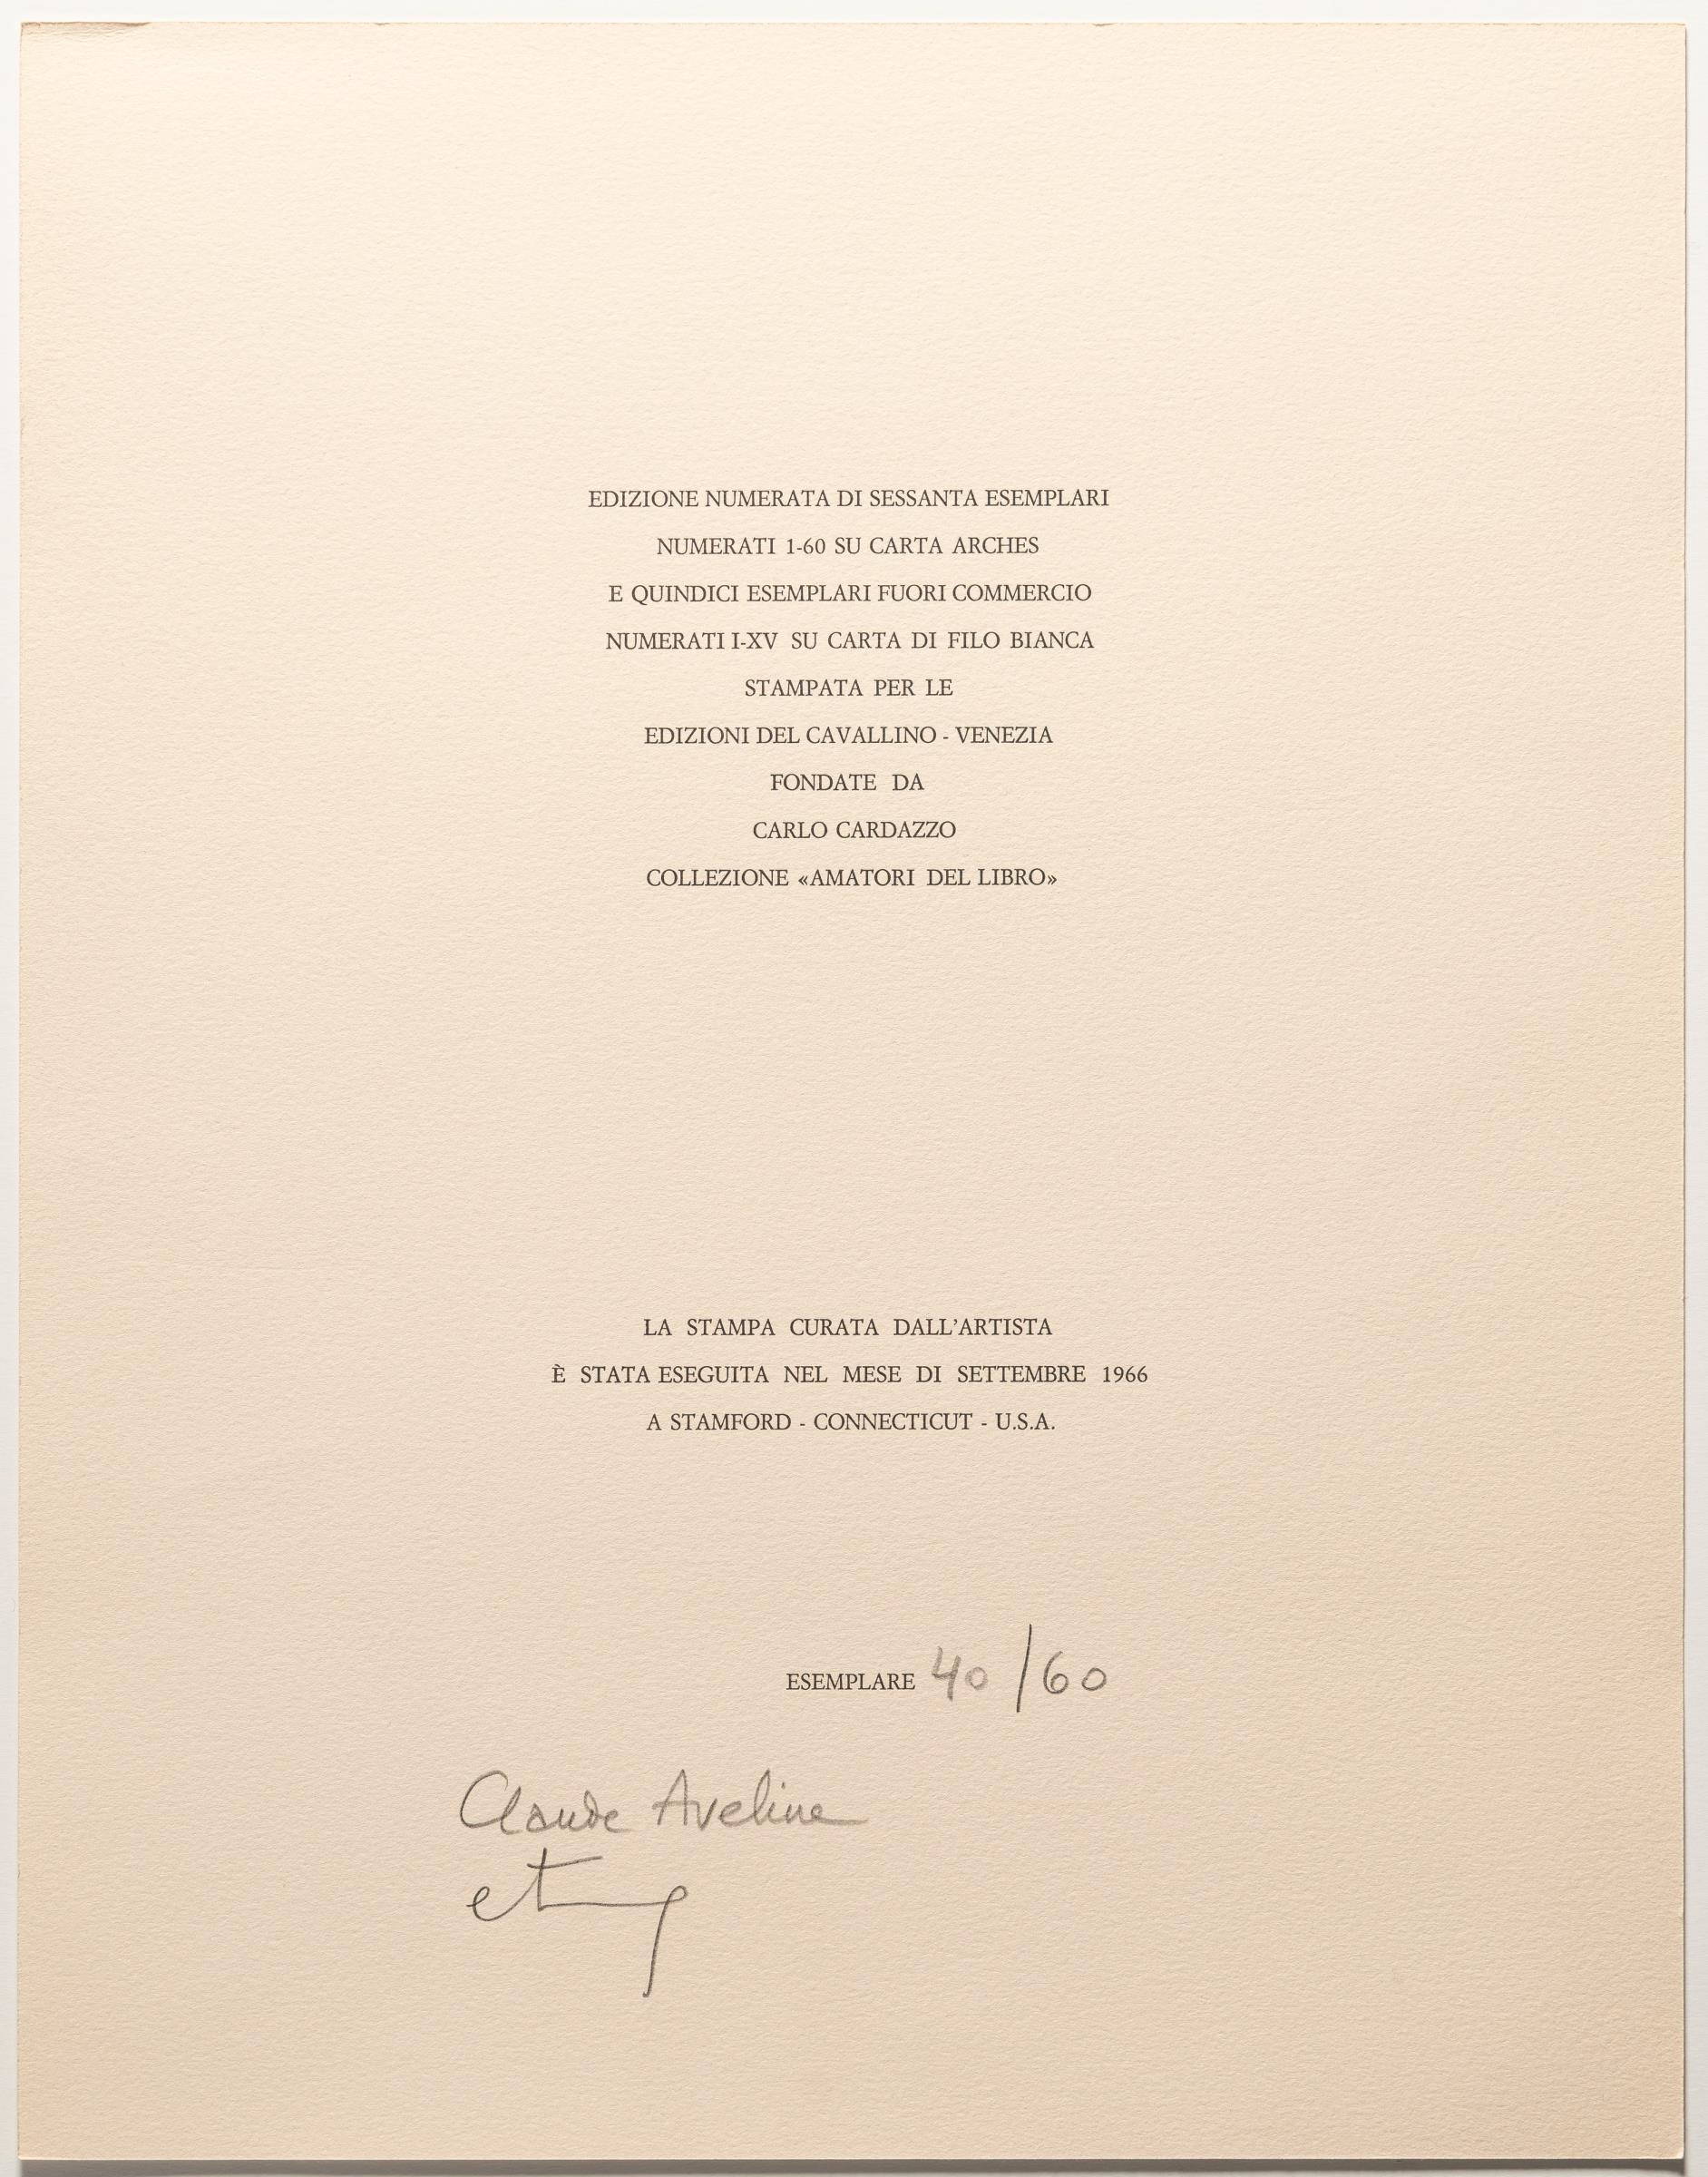 EDIZIONE NUMERATA DI SESSANTA ESEMPLARI
NUMERATI 1-60 SU CARTA ARCHES
E QUINDICI ESEMPLARI FUORI COMMERCIO
NUMERATI I-XV SU CARTA DI FILO BIANCA
STAMPATA PER LE
EDIZIONI DEL CAVALLINO - VENEZIA
FONDATE DA
CARLO CARDAZZO
COLLEZIONE «AMATORI DEL LIBRO»
LA STAMPA CURATA DALL'ARTISTA
È STATA ESEGUITA NEL MESE DI SETTEMBRE 1966
A STAMFORD - CONNECTICUT - U.S.A.
ESEMPLARE 40/60
Claude Aveline